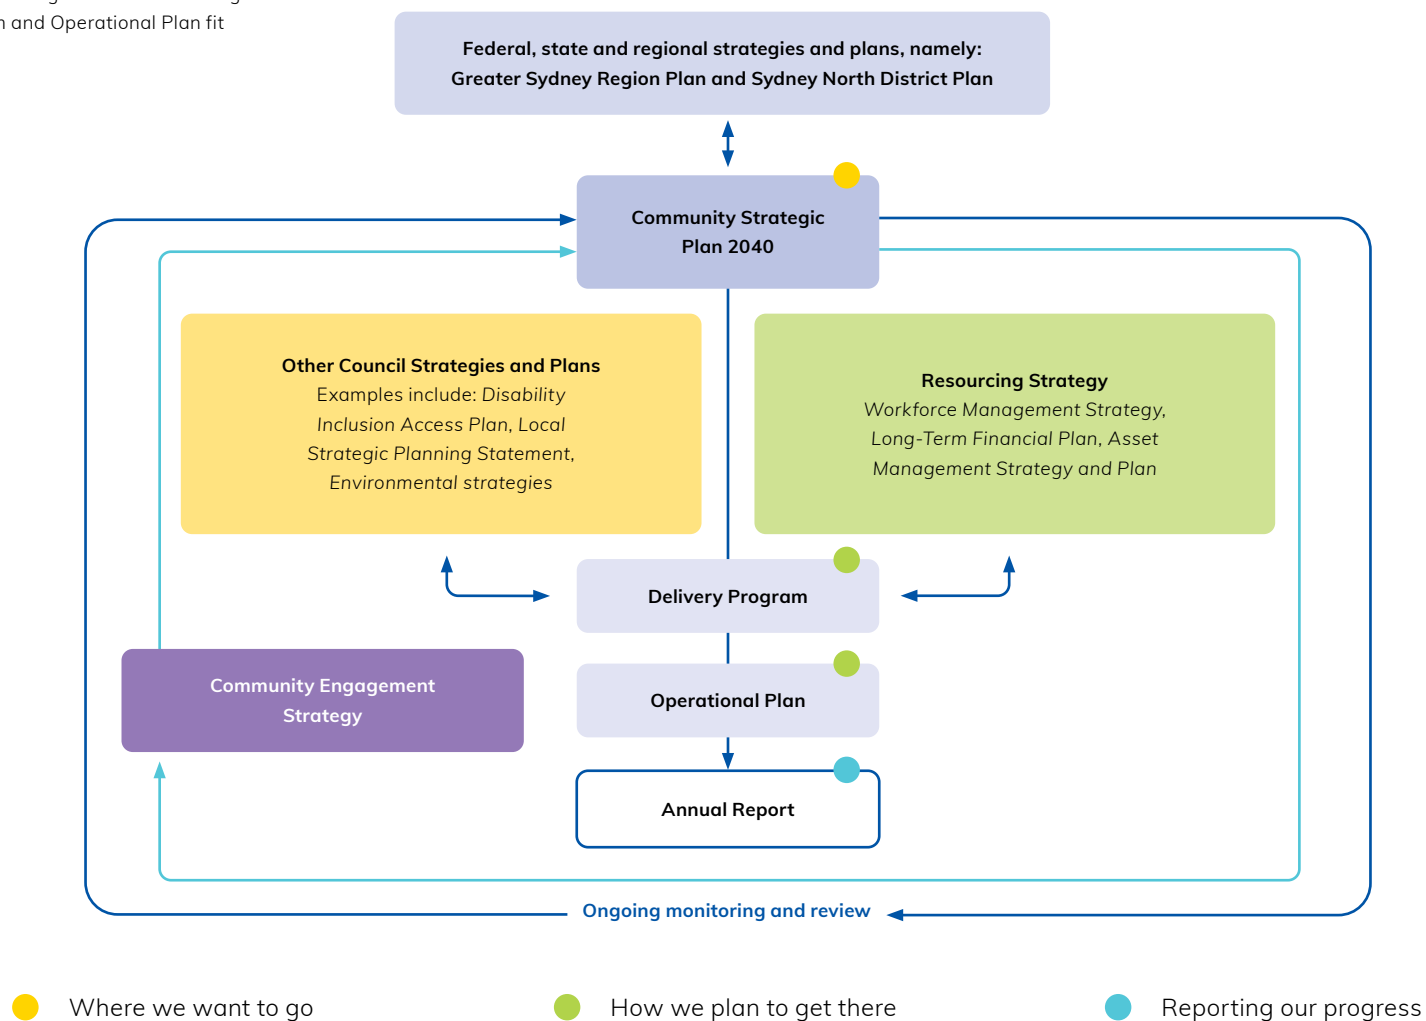 n and Operational Plan fit
Federal, state and regional strategies and plans, namely:
Greater Sydney Region Plan and Sydney North District Plan
Community Strategic
Plan 2040
Other Council Strategies and Plans
Examples include: Disability
Inclusion Access Plan, Local
Strategic Planning Statement,
Environmental strategies
Resourcing Strategy
Workforce Management Strategy,
Long-Term Financial Plan, Asset
Management Strategy and Plan
Delivery Program
Community Engagement
Strategy
Operational Plan
Annual Report
Ongoing monitoring and review
Where we want to go
How we plan to get there
Reporting our progress